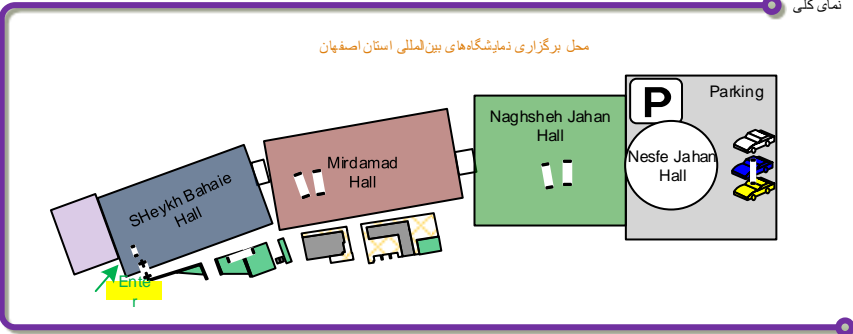 نمای کلی
محل برگزاری نمایشگاه‌های بین‌المللی استان اصفهان
P
Parking
Naghsheh Jahan
Hall
Nesfe Jahan
Hall
Mirdamad
Hall
SHeykh Bahaie
Hall
Ente
r